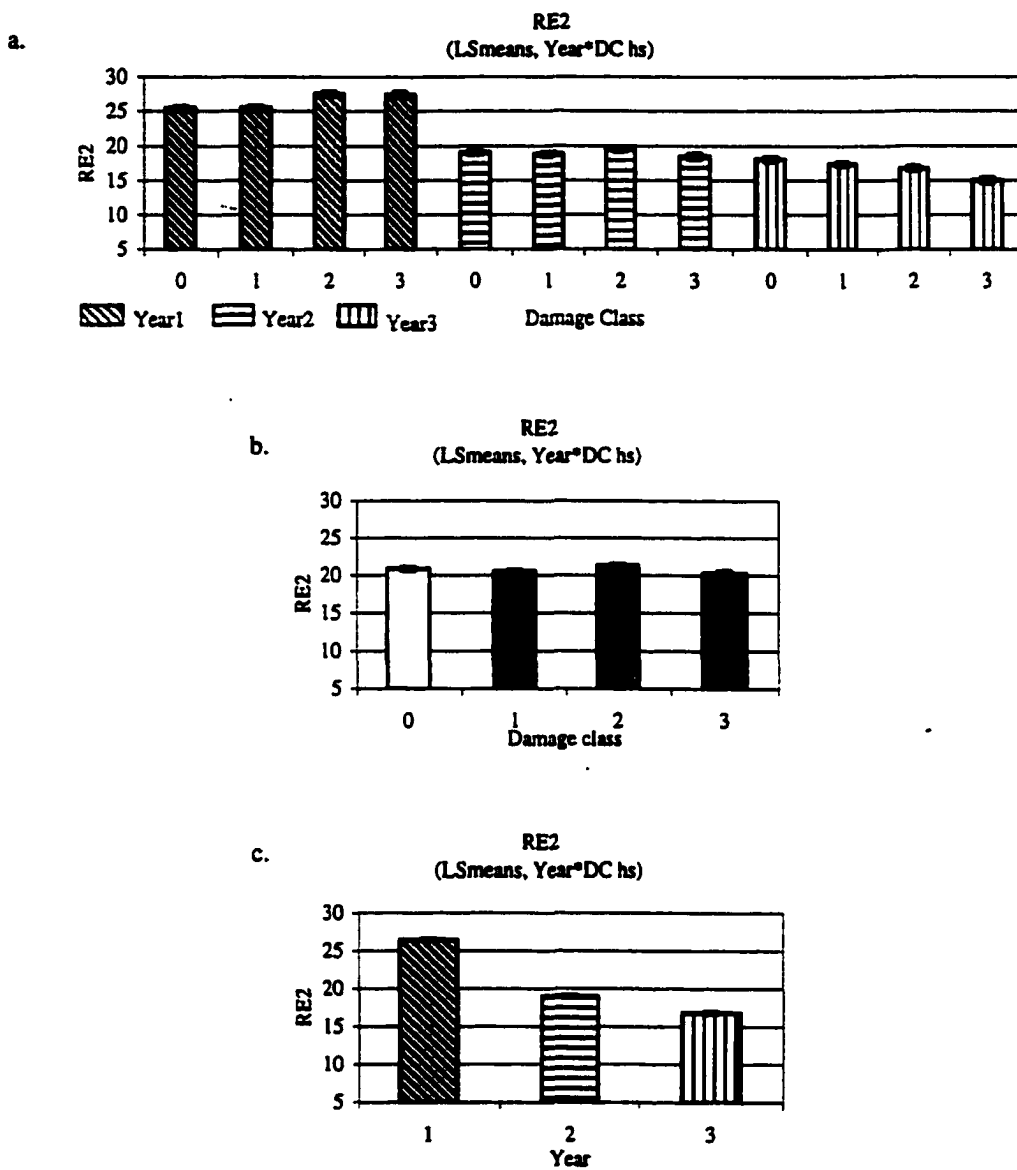 a.
RE2
(LSmeans, Year*DC hs)
30
25
20
15
10
5
RE2
0 1 2 3 0 1 2 3 0 1 2 3
Year1 Year2 Year3 Damage Class
b.
RE2
(LSmeans, Year*DC hs)
30
25
20
15
10
5
RE2
0 1 2 3
Damage class
c.
RE2
(LSmeans, Year*DC hs)
30
25
20
15
10
5
RE2
1 2 3
Year